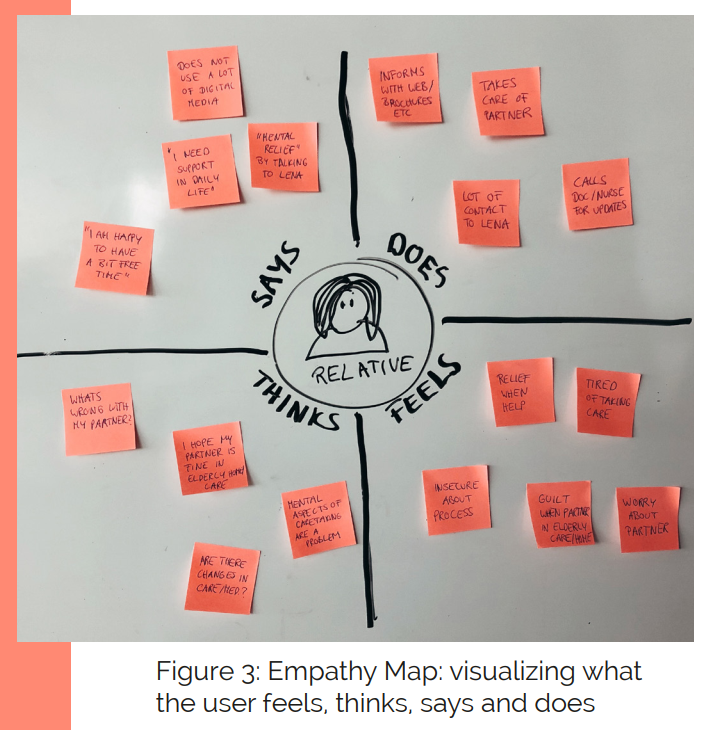 DOES NOT
USE A LOT
OF DIGITAL
MEDIA
"I NEED
SUPPORT
IN DAILY
LIFE"
"MENTAL
RELIEF"
BY TALKING
TO LENA
"I AM HAPPY
TO HAVE
A BIT FREE
TIME"
SAYS
INFORMS
WITH WEB/
BROCHURES
ETC
TAKES
CARE OF
PARTNER
LOT OF
CONTACT
TO LENA
CALLS
DOC/NURSE
FOR UPDATES
DOES
RELATIVE
THINKS
WHATS
WRONG WITH
MY PARTNER?
I HOPE MY
PARTNER IS
FINE IN
ELDERLY HOME/
CARE
MENTAL
ASPECTS OF
CARETAKING
ARE A
PROBLEM
ARE THERE
CHANGES IN
CARE/MED.?
FEELS
RELIEF
WHEN
HELP
TIRED
OF TAKING
CARE
INSECURE
ABOUT
PROCESS
GUILT
WHEN PARTNER
IN ELDERLY
CARE/HOME
WORRY
ABOUT
PARTNER
Figure 3: Empathy Map: visualizing what
the user feels, thinks, says and does